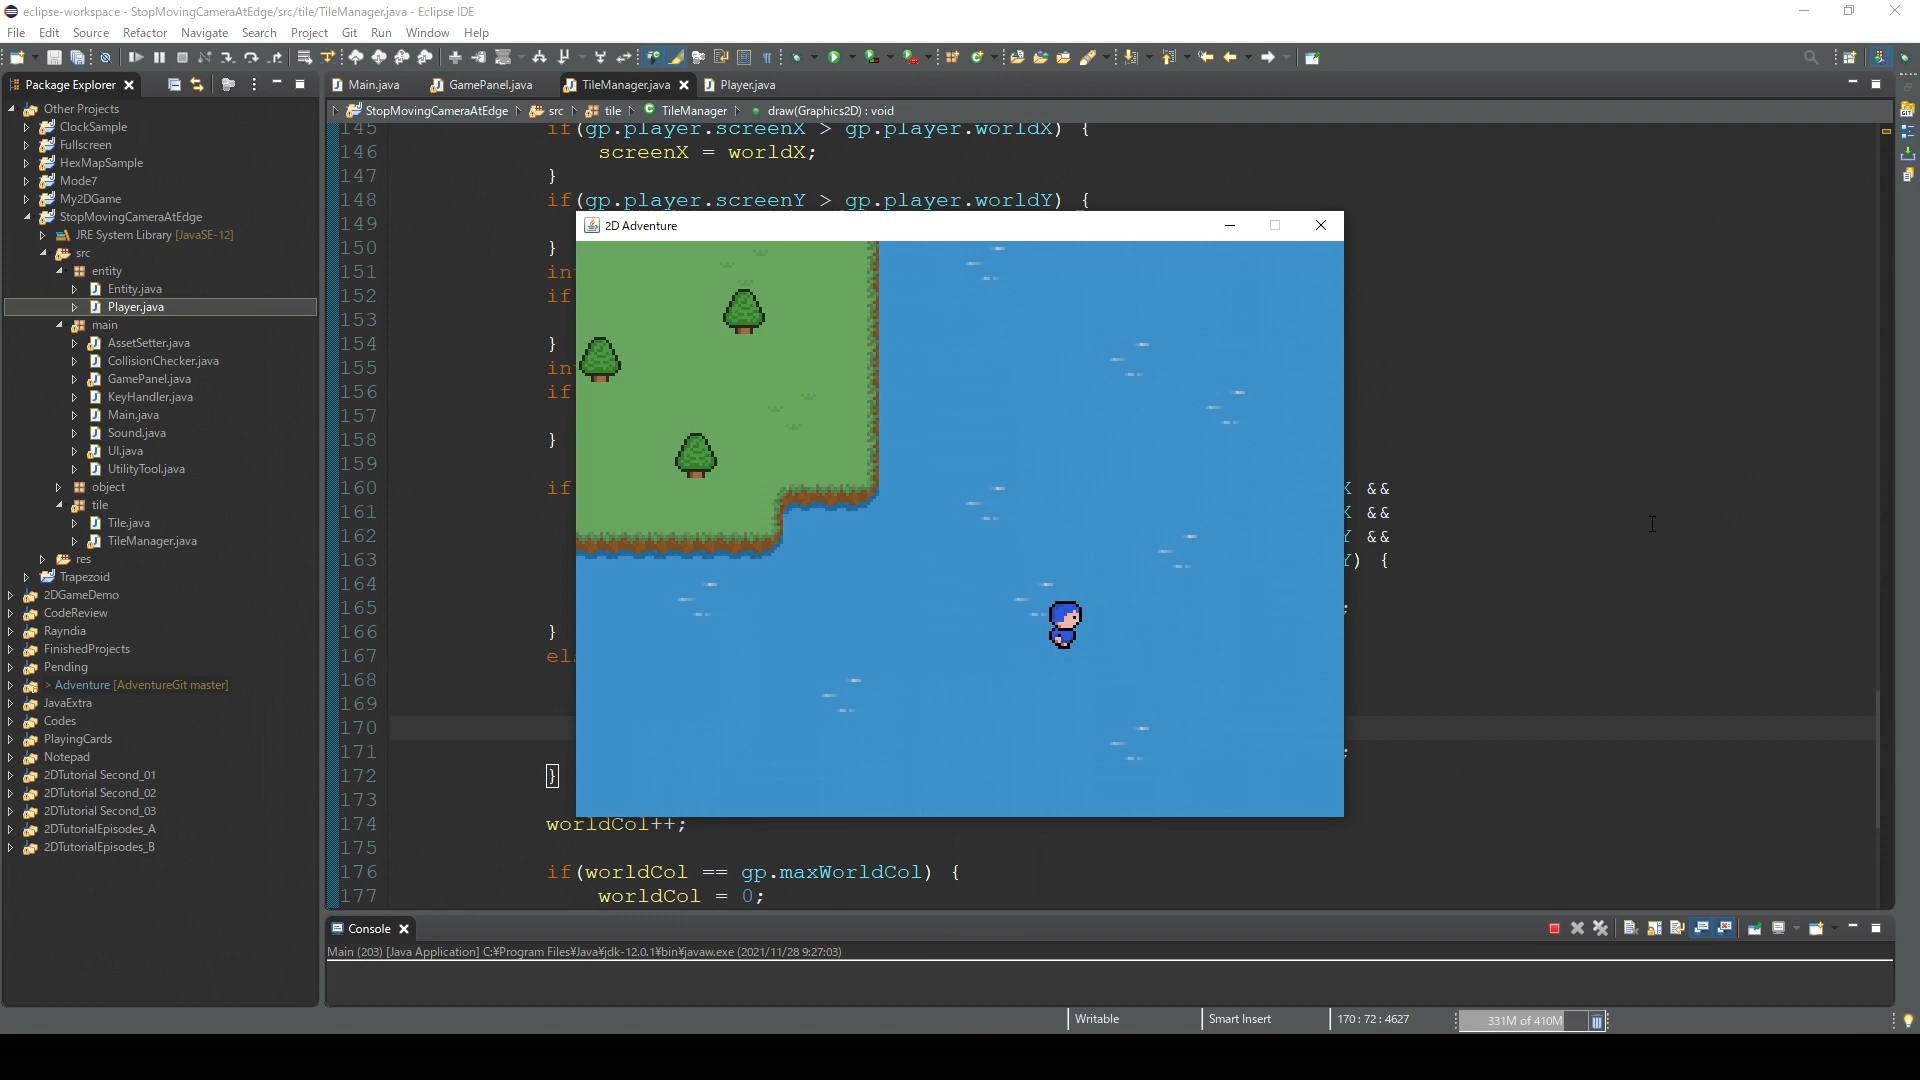 eclipse-workspace - StopMovingCameraAtEdge/src/tile/TileManager.java - Eclipse IDE
File Edit Source Refactor Navigate Search Project Git Run Window Help
Package Explorer
Other Projects
ClockSample
Fullscreen
HexMapSample
Mode7
My2DGame
StopMovingCameraAtEdge
JRE System Library [JavaSE-12]
src
entity
Entity.java
Player.java
main
AssetSetter.java
CollisionChecker.java
GamePanel.java
KeyHandler.java
Main.java
Sound.java
UI.java
UtilityTool.java
object
tile
Tile.java
TileManager.java
res
Trapezoid
2DGameDemo
CodeReview
Rayndia
FinishedProjects
Pending
> Adventure [AdventureGit master]
JavaExtra
Codes
PlayingCards
Notepad
2DTutorial Second_01
2DTutorial Second_02
2DTutorial Second_03
2DTutorialEpisodes_A
2DTutorialEpisodes_B
Main.java GamePanel.java TileManager.java Player.java
StopMovingCameraAtEdge src tile TileManager draw(Graphics2D) : void
145 if(gp.player.screenX > gp.player.worldX) {
146 screenX = worldX;
147 }
148 if(gp.player.screenY > gp.player.worldY) {
149
150 }
151 in
152 if
153
154 }
155 in
156 if
157
158 }
159
160 if X &&
161 X &&
162 Y &&
163 Y) {
164
165 ;
166 }
167 els
168
169
170
171 ;
172 }
173
174 worldCol++;
175
176 if(worldCol == gp.maxWorldCol) {
177 worldCol = 0;
2D Adventure
Console
Main (203) [Java Application] C:¥Program Files¥Java¥jdk-12.0.1¥bin¥javaw.exe (2021/11/28 9:27:03)
Writable Smart Insert 170 : 72 : 4627 331M of 410M